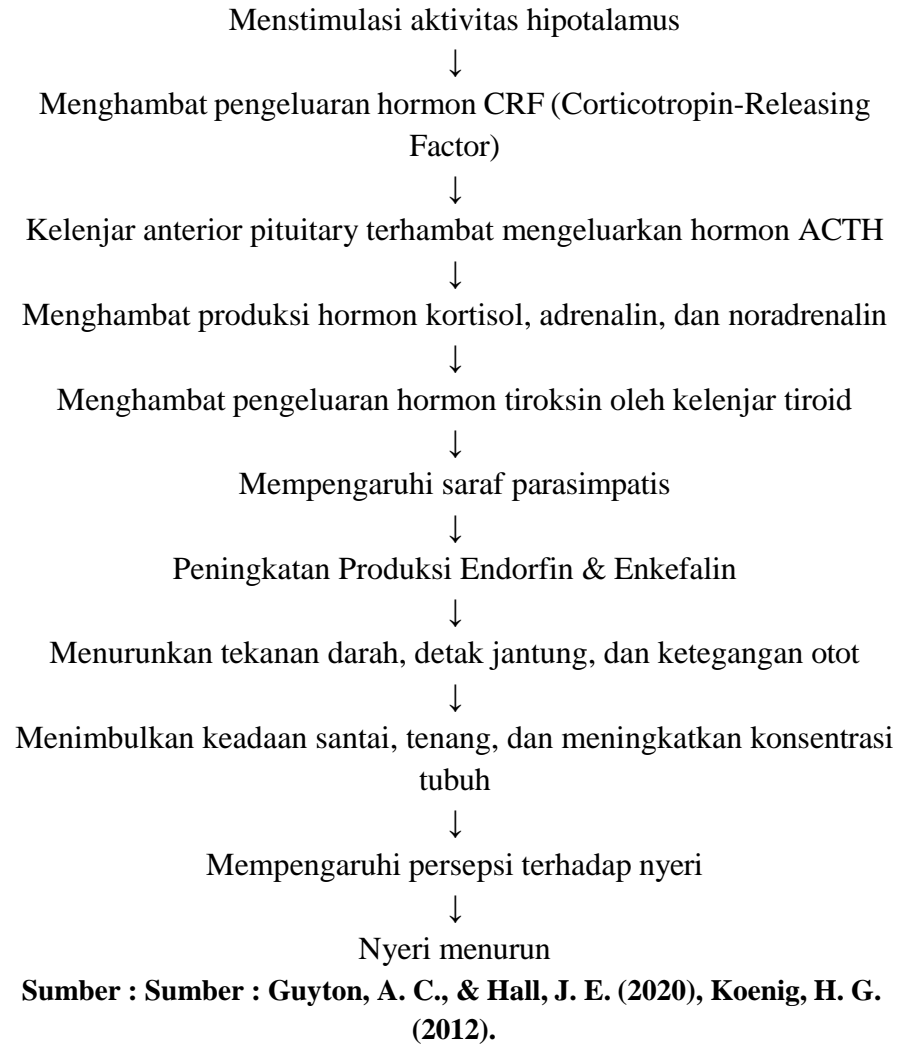 Menstimulasi aktivitas hipotalamus
↓
Menghambat pengeluaran hormon CRF (Corticotropin-Releasing
Factor)
↓
Kelenjar anterior pituitary terhambat mengeluarkan hormon ACTH
↓
Menghambat produksi hormon kortisol, adrenalin, dan noradrenalin
↓
Menghambat pengeluaran hormon tiroksin oleh kelenjar tiroid
↓
Mempengaruhi saraf parasimpatis
↓
Peningkatan Produksi Endorfin & Enkefalin
↓
Menurunkan tekanan darah, detak jantung, dan ketegangan otot
↓
Menimbulkan keadaan santai, tenang, dan meningkatkan konsentrasi
tubuh
↓
Mempengaruhi persepsi terhadap nyeri
↓
Nyeri menurun
Sumber : Sumber : Guyton, A. C., & Hall, J. E. (2020), Koenig, H. G.
(2012).